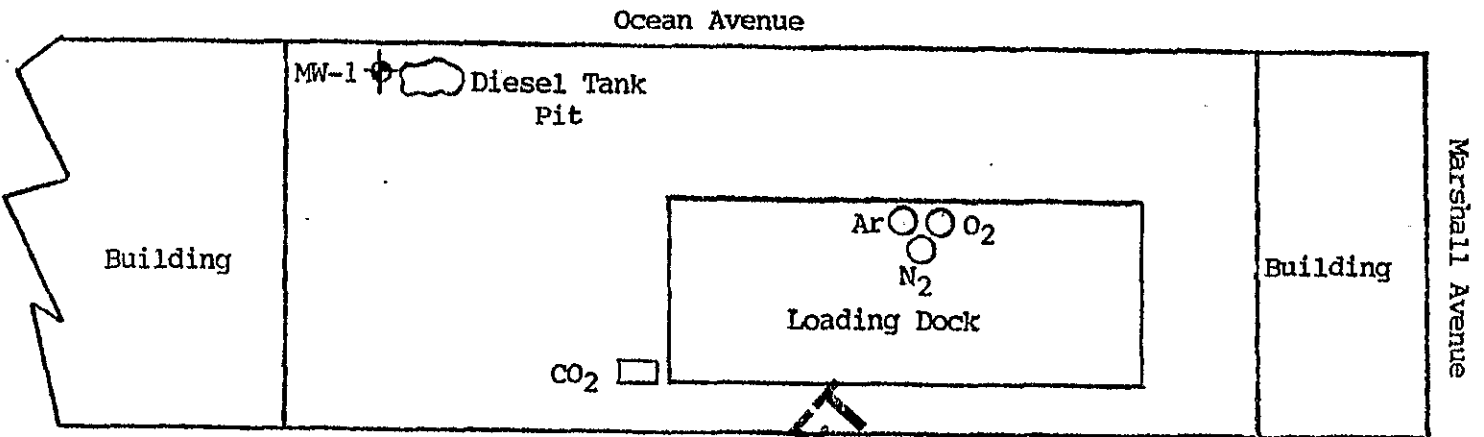 Ocean Avenue
MW-1
Diesel Tank
Pit
Building
Ar
O2
N2
Loading Dock
CO2
Building
Marshall Avenue